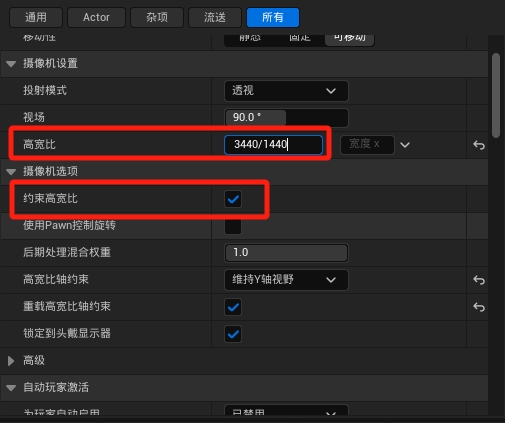 通用 Actor 杂项 流送 所有
移动性 静态 固定 可移动
摄像机设置
投射模式 透视
视场 90.0 °
高宽比 3440/1440 宽度 x
摄像机选项
约束高宽比
使用Pawn控制旋转
后期处理混合权重 1.0
高宽比轴约束 维持Y轴视野
重载高宽比轴约束
锁定到头戴显示器
高级
自动玩家激活
为玩家自动启用 已禁用